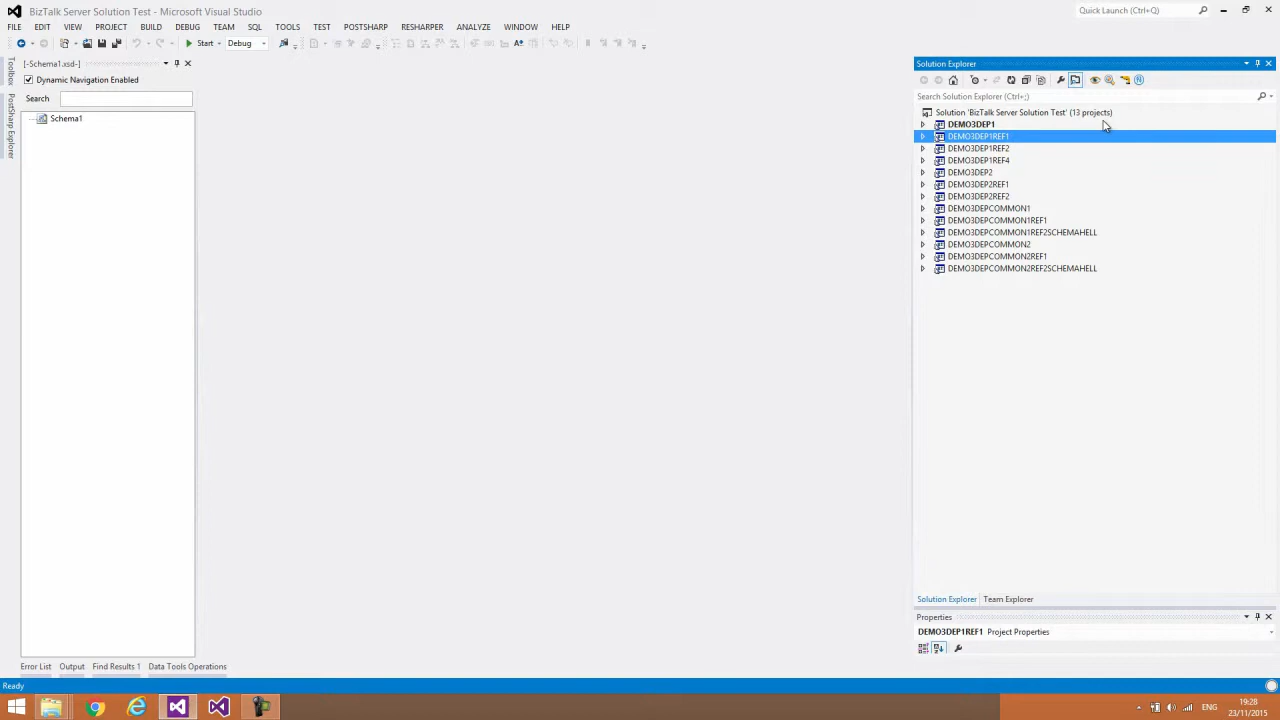 BizTalk Server Solution Test - Microsoft Visual Studio
Quick Launch (Ctrl+Q)
FILE EDIT VIEW PROJECT BUILD DEBUG TEAM SQL TOOLS TEST POSTSHARP RESHARPER ANALYZE WINDOW HELP
Start Debug
Toolbox
PostSharp Explorer
[-Schema1.xsd-]
Dynamic Navigation Enabled
Search
Schema1
Solution Explorer
Search Solution Explorer (Ctrl+;)
Solution 'BizTalk Server Solution Test' (13 projects)
DEMO3DEP1
DEMO3DEP1REF1
DEMO3DEP1REF2
DEMO3DEP1REF4
DEMO3DEP2
DEMO3DEP2REF1
DEMO3DEP2REF2
DEMO3DEPCOMMON1
DEMO3DEPCOMMON1REF1
DEMO3DEPCOMMON1REF2SCHEMAHELL
DEMO3DEPCOMMON2
DEMO3DEPCOMMON2REF1
DEMO3DEPCOMMON2REF2SCHEMAHELL
Solution Explorer Team Explorer
Properties
DEMO3DEP1REF1 Project Properties
Error List Output Find Results 1 Data Tools Operations
Ready
ENG
19:28
23/11/2015